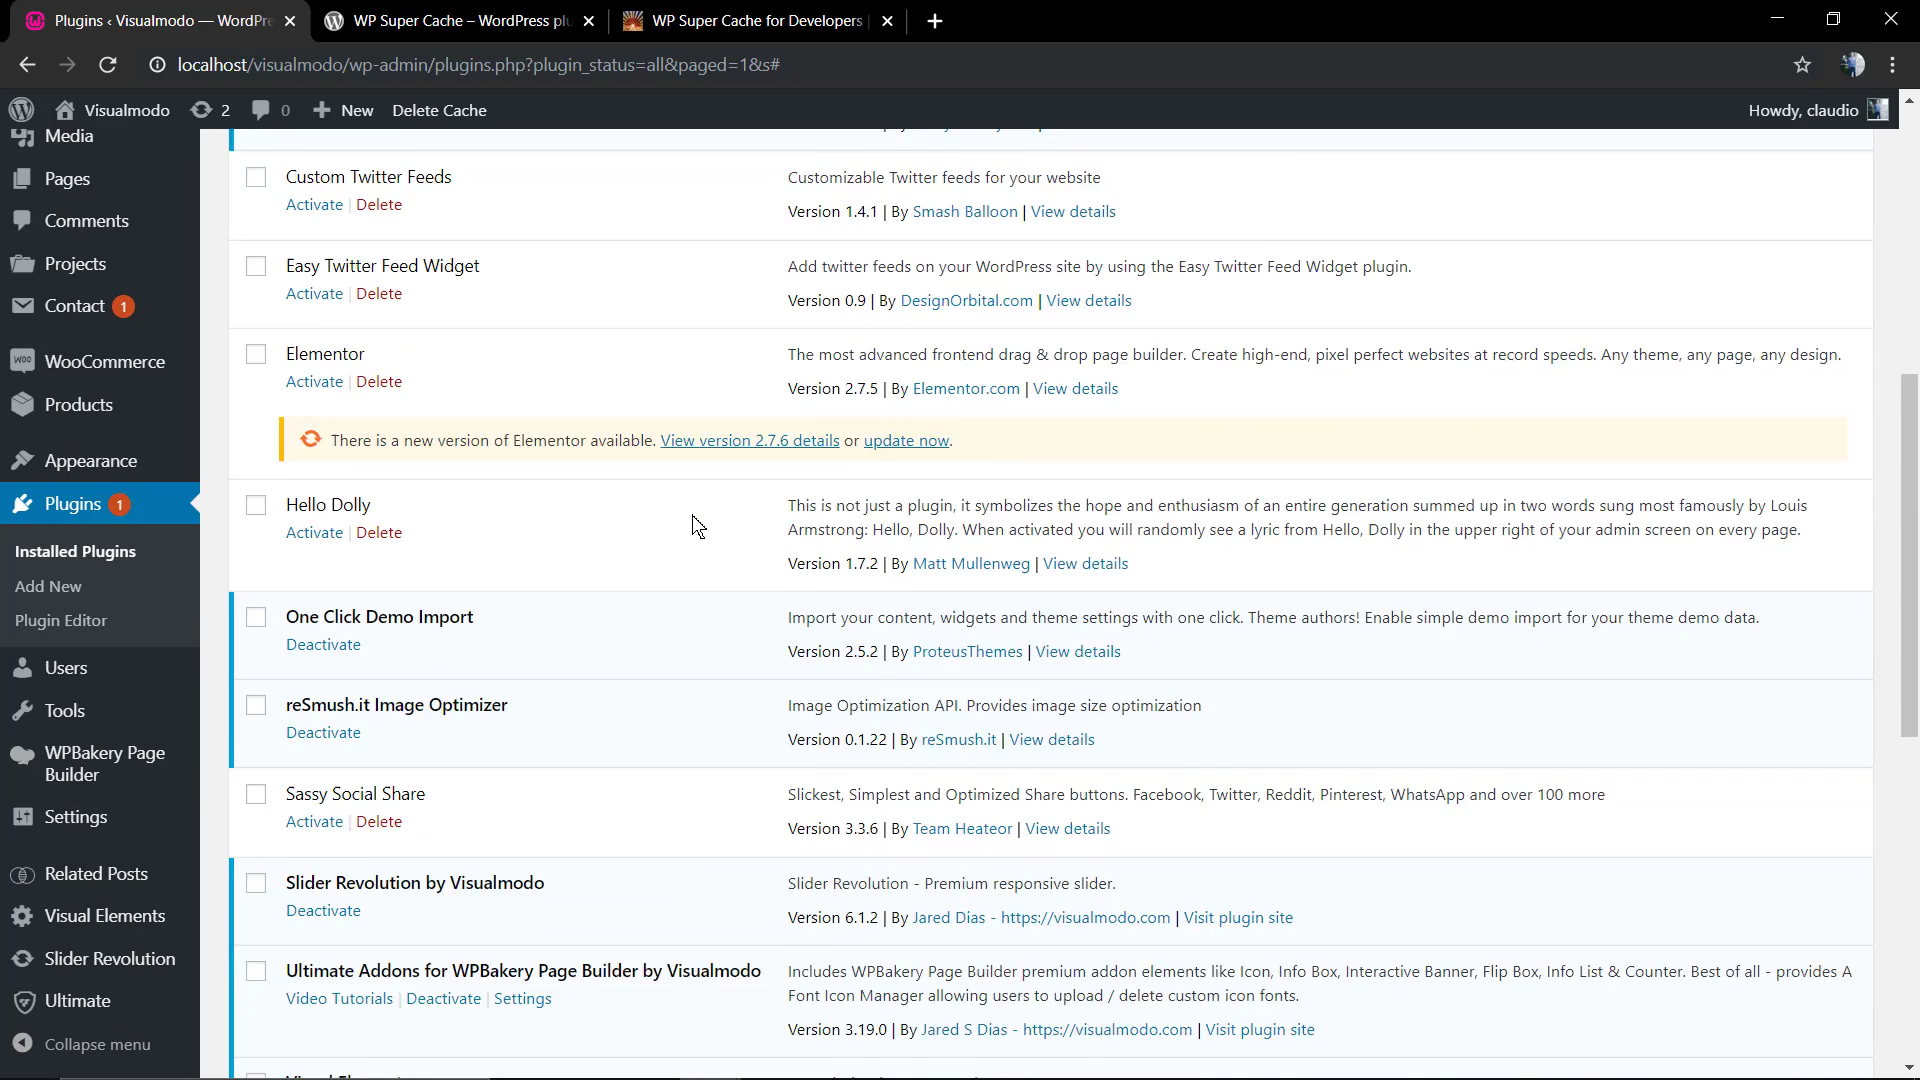 Plugins ‹ Visualmodo — WordPre
WP Super Cache – WordPress plu
WP Super Cache for Developers
localhost/visualmodo/wp-admin/plugins.php?plugin_status=all&paged=1&s#
Visualmodo
2
0
New
Delete Cache
Howdy, claudio
Media
Pages
Comments
Projects
Contact 1
WooCommerce
Products
Appearance
Plugins 1
Installed Plugins
Add New
Plugin Editor
Users
Tools
WPBakery Page
Builder
Settings
Related Posts
Visual Elements
Slider Revolution
Ultimate
Collapse menu
Custom Twitter Feeds
Activate | Delete
Customizable Twitter feeds for your website
Version 1.4.1 | By Smash Balloon | View details
Easy Twitter Feed Widget
Activate | Delete
Add twitter feeds on your WordPress site by using the Easy Twitter Feed Widget plugin.
Version 0.9 | By DesignOrbital.com | View details
Elementor
Activate | Delete
The most advanced frontend drag & drop page builder. Create high-end, pixel perfect websites at record speeds. Any theme, any page, any design.
Version 2.7.5 | By Elementor.com | View details
There is a new version of Elementor available. View version 2.7.6 details or update now.
Hello Dolly
Activate | Delete
This is not just a plugin, it symbolizes the hope and enthusiasm of an entire generation summed up in two words sung most famously by Louis
Armstrong: Hello, Dolly. When activated you will randomly see a lyric from Hello, Dolly in the upper right of your admin screen on every page.
Version 1.7.2 | By Matt Mullenweg | View details
One Click Demo Import
Deactivate
Import your content, widgets and theme settings with one click. Theme authors! Enable simple demo import for your theme demo data.
Version 2.5.2 | By ProteusThemes | View details
reSmush.it Image Optimizer
Deactivate
Image Optimization API. Provides image size optimization
Version 0.1.22 | By reSmush.it | View details
Sassy Social Share
Activate | Delete
Slickest, Simplest and Optimized Share buttons. Facebook, Twitter, Reddit, Pinterest, WhatsApp and over 100 more
Version 3.3.6 | By Team Heateor | View details
Slider Revolution by Visualmodo
Deactivate
Slider Revolution - Premium responsive slider.
Version 6.1.2 | By Jared Dias - https://visualmodo.com | Visit plugin site
Ultimate Addons for WPBakery Page Builder by Visualmodo
Video Tutorials | Deactivate | Settings
Includes WPBakery Page Builder premium addon elements like Icon, Info Box, Interactive Banner, Flip Box, Info List & Counter. Best of all - provides A
Font Icon Manager allowing users to upload / delete custom icon fonts.
Version 3.19.0 | By Jared S Dias - https://visualmodo.com | Visit plugin site